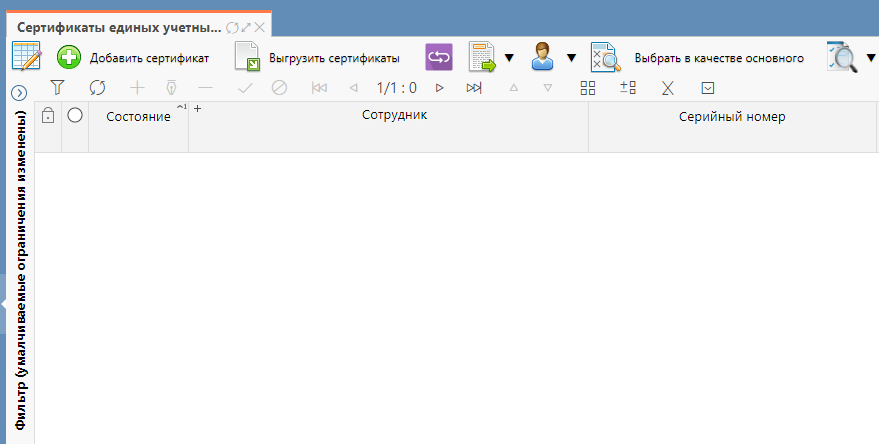 Сертификаты единых учетны...
Добавить сертификат
Выгрузить сертификаты
Выбрать в качестве основного
1/1 : 0
Состояние
1
Сотрудник
Серийный номер
Фильтр (умалчиваемые ограничения изменены)